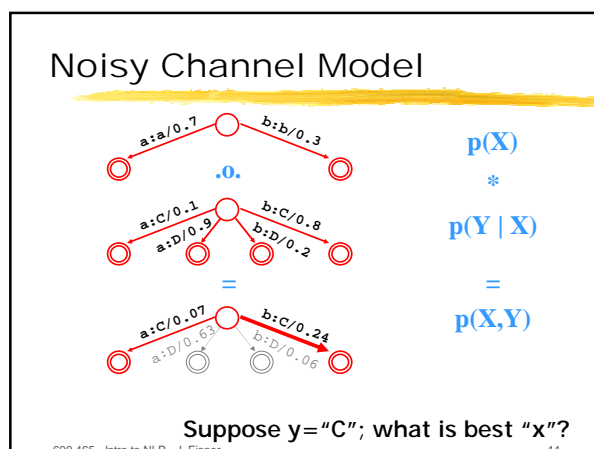 Noisy Channel Model
a:a/0.7
b:b/0.3
p(X)
.o.
*
a:C/0.1
a:D/0.9
b:C/0.8
b:D/0.2
p(Y | X)
=
=
a:C/0.07
a:D/0.63
b:C/0.24
b:D/0.06
p(X,Y)
Suppose y="C"; what is best "x"?